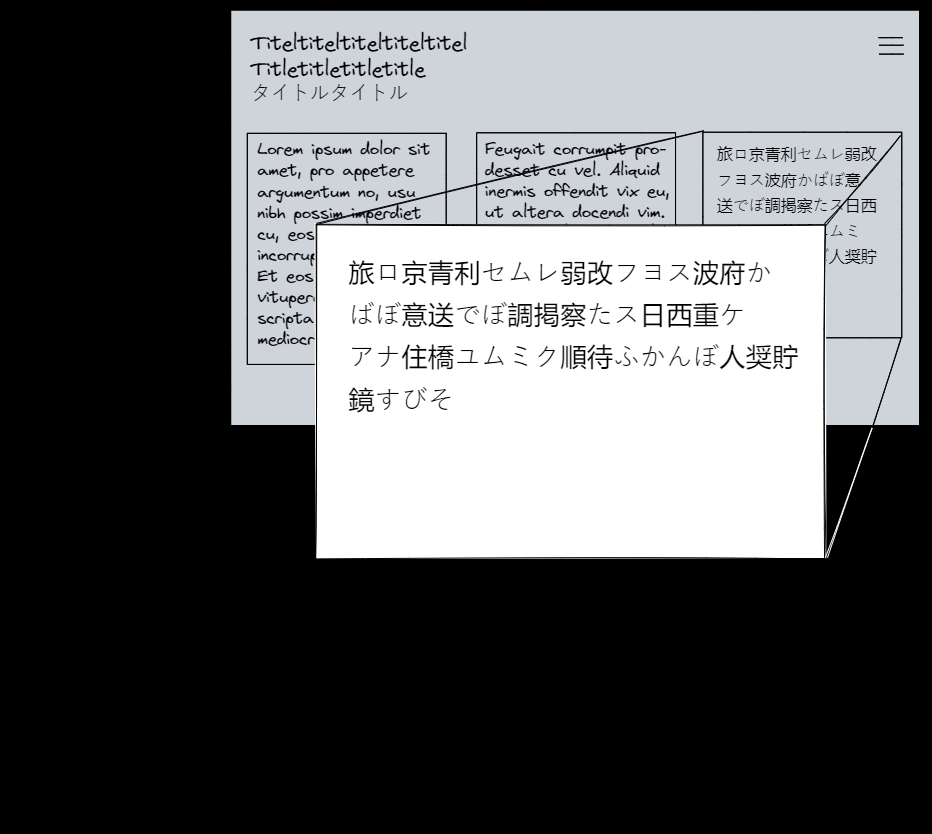 Titeltiteltiteltiteltitel
Titletitletitletitle
タイトルタイトル
Lorem ipsum dolor sit
amet, pro appetere
argumentum no, usu
nibh possim imperdiet
cu, eos
Et eos
scripta
Feugait corrumpit pro-
desset cu vel. Aliquid
inermis offendit vix eu,
ut altera docendi vim.
旅ロ京青利セムレ弱改
フヨス波府かばぼ意
送でぼ調掲察たス日西
ムミ
人奨貯
旅ロ京青利セムレ弱改フヨス波府か
ばぼ意送でぼ調掲察たス日西重ケ
アナ住橋ユムミク順待ふかんぼ人奨貯
鏡すびそ